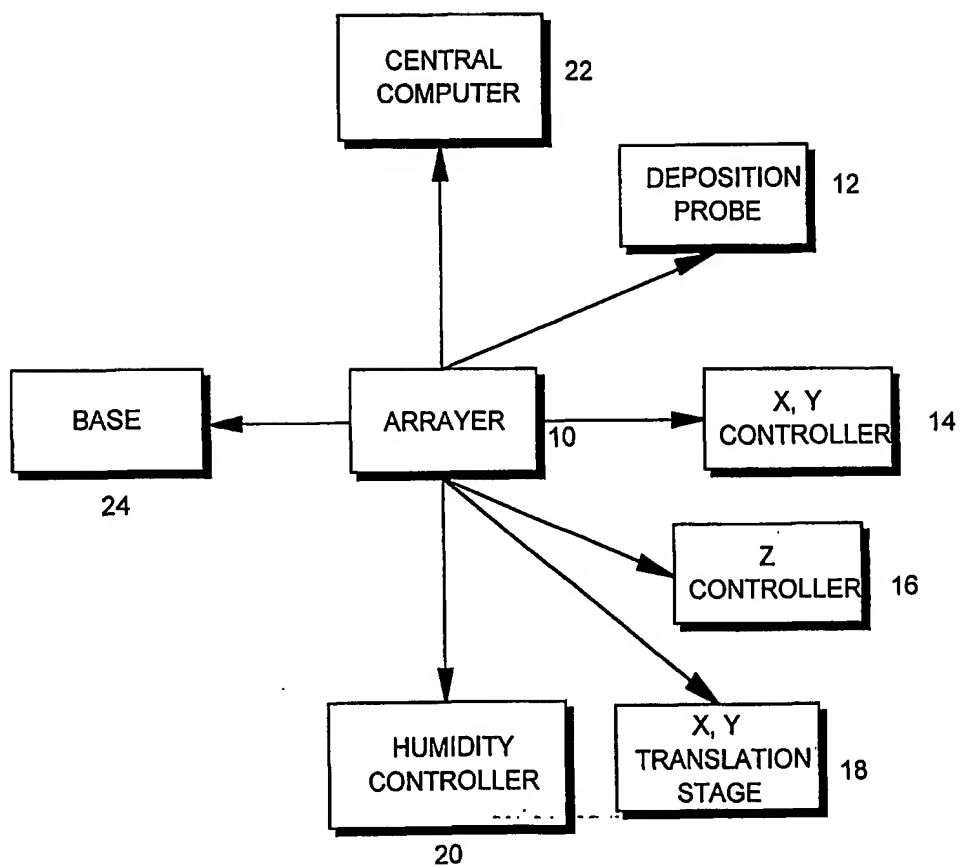 CENTRAL
COMPUTER
22
DEPOSITION
PROBE
12
BASE
24
ARRAYER
10
X, Y
CONTROLLER
14
Z
CONTROLLER
16
HUMIDITY
CONTROLLER
20
X, Y
TRANSLATION
STAGE
18